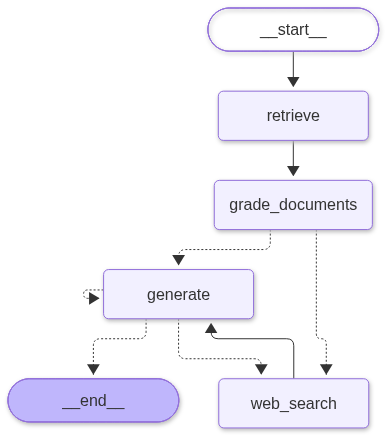 __start__
retrieve
grade_documents
generate
__end__
web_search